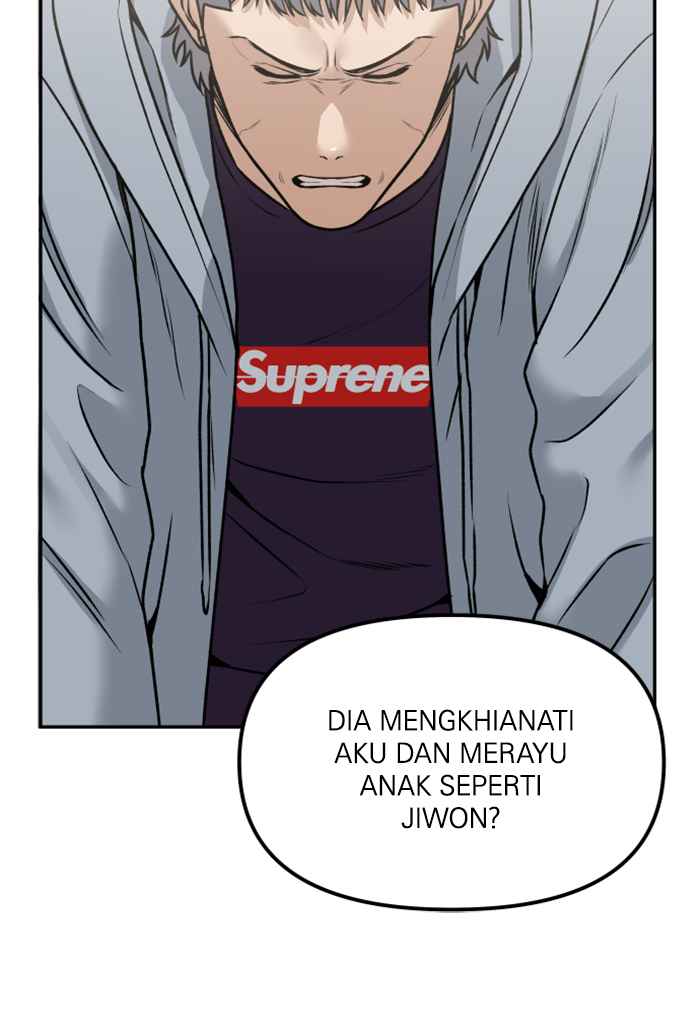 Suprene
DIA MENGKHIANATI
AKU DAN MERAYU
ANAK SEPERTI
JIWON?